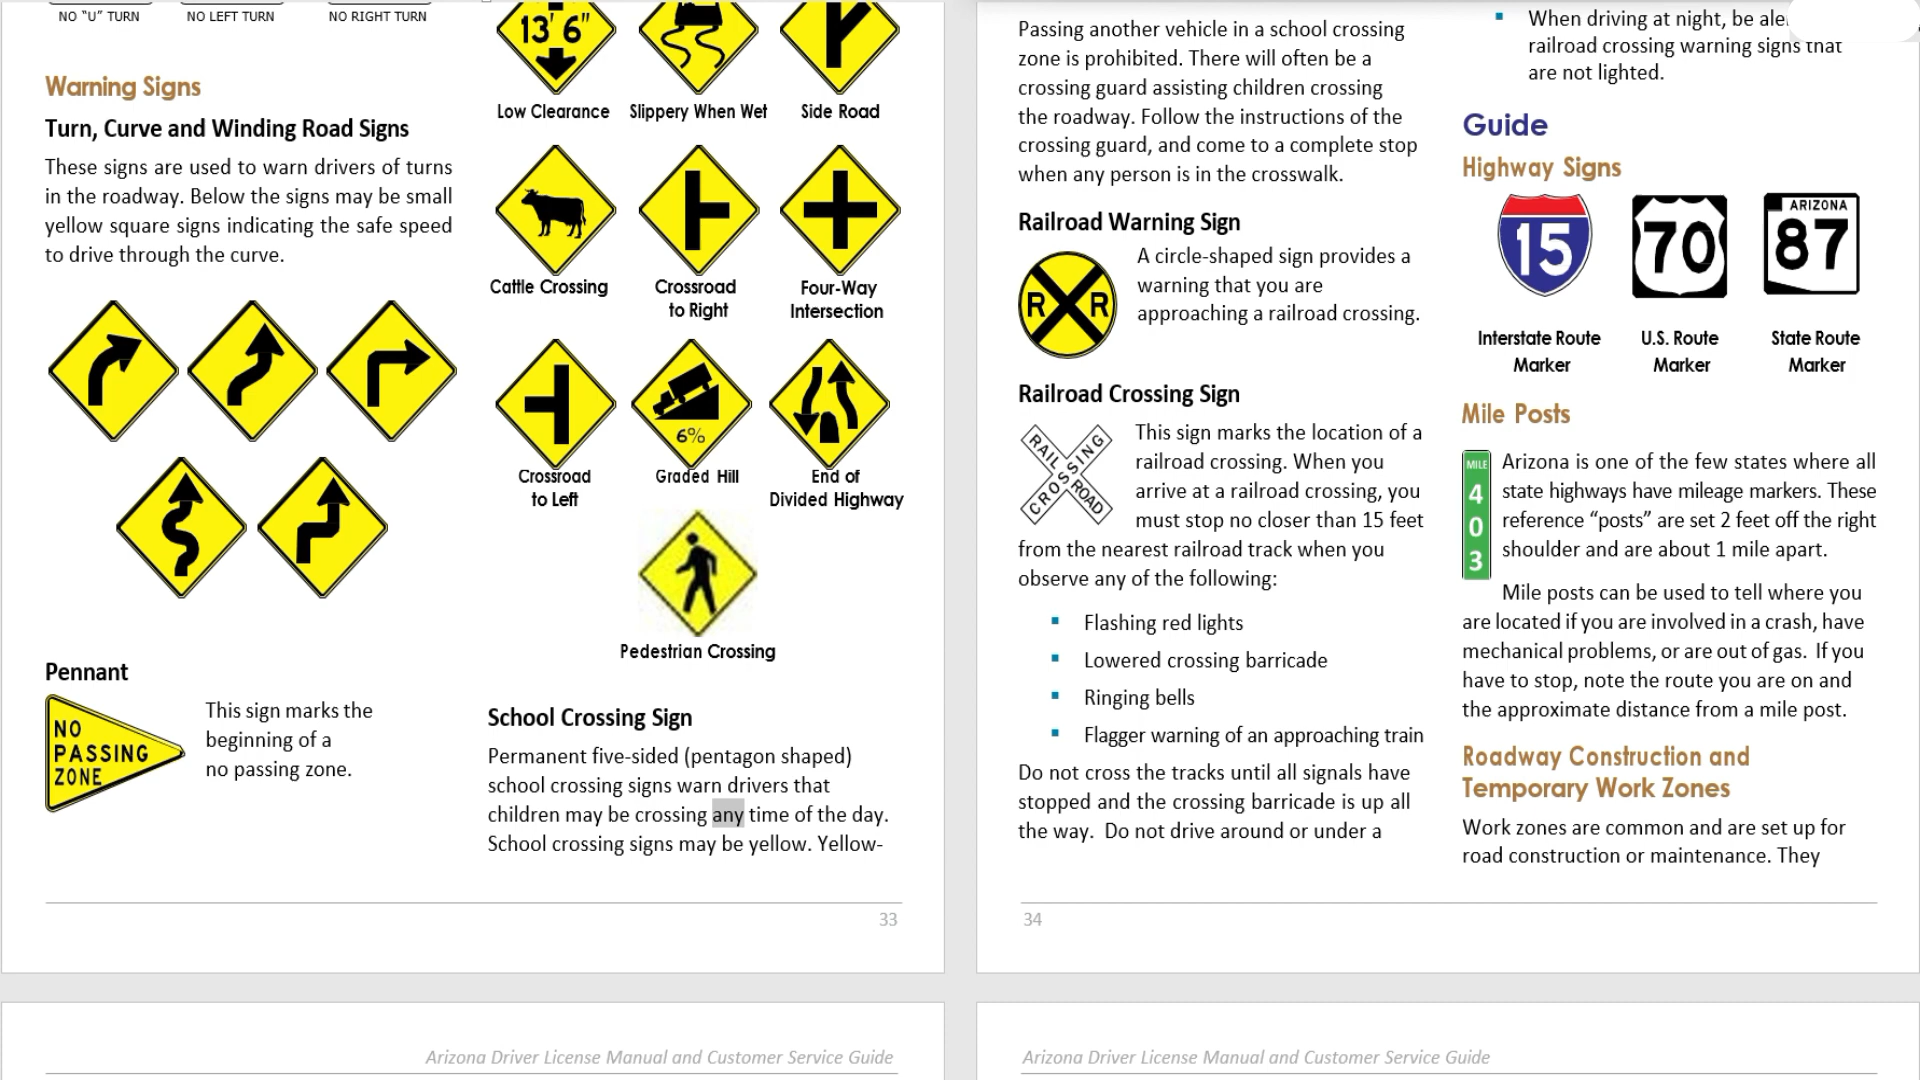 NO “U” TURN
NO LEFT TURN
NO RIGHT TURN
Warning Signs
Turn, Curve and Winding Road Signs
These signs are used to warn drivers of turns
in the roadway. Below the signs may be small
yellow square signs indicating the safe speed
to drive through the curve.
Pennant
NO
PASSING
ZONE
This sign marks the
beginning of a
no passing zone.
13' 6"
Low Clearance
Slippery When Wet
Side Road
Cattle Crossing
Crossroad
to Right
Four-Way
Intersection
Crossroad
to Left
6%
Graded Hill
End of
Divided Highway
Pedestrian Crossing
School Crossing Sign
Permanent five-sided (pentagon shaped)
school crossing signs warn drivers that
children may be crossing any time of the day.
School crossing signs may be yellow. Yellow-
33
Passing another vehicle in a school crossing
zone is prohibited. There will often be a
crossing guard assisting children crossing
the roadway. Follow the instructions of the
crossing guard, and come to a complete stop
when any person is in the crosswalk.
Railroad Warning Sign
R R
A circle-shaped sign provides a
warning that you are
approaching a railroad crossing.
Railroad Crossing Sign
RAIL ROAD
CROSSING
This sign marks the location of a
railroad crossing. When you
arrive at a railroad crossing, you
must stop no closer than 15 feet
from the nearest railroad track when you
observe any of the following:
Flashing red lights
Lowered crossing barricade
Ringing bells
Flagger warning of an approaching train
Do not cross the tracks until all signals have
stopped and the crossing barricade is up all
the way. Do not drive around or under a
When driving at night, be
railroad crossing warning signs that
are not lighted.
Guide
Highway Signs
15
70
ARIZONA
87
Interstate Route
Marker
U.S. Route
Marker
State Route
Marker
Mile Posts
MILE
4
0
3
Arizona is one of the few states where all
state highways have mileage markers. These
reference “posts” are set 2 feet off the right
shoulder and are about 1 mile apart.
Mile posts can be used to tell where you
are located if you are involved in a crash, have
mechanical problems, or are out of gas. If you
have to stop, note the route you are on and
the approximate distance from a mile post.
Roadway Construction and
Temporary Work Zones
Work zones are common and are set up for
road construction or maintenance. They
34
Arizona Driver License Manual and Customer Service Guide
Arizona Driver License Manual and Customer Service Guide